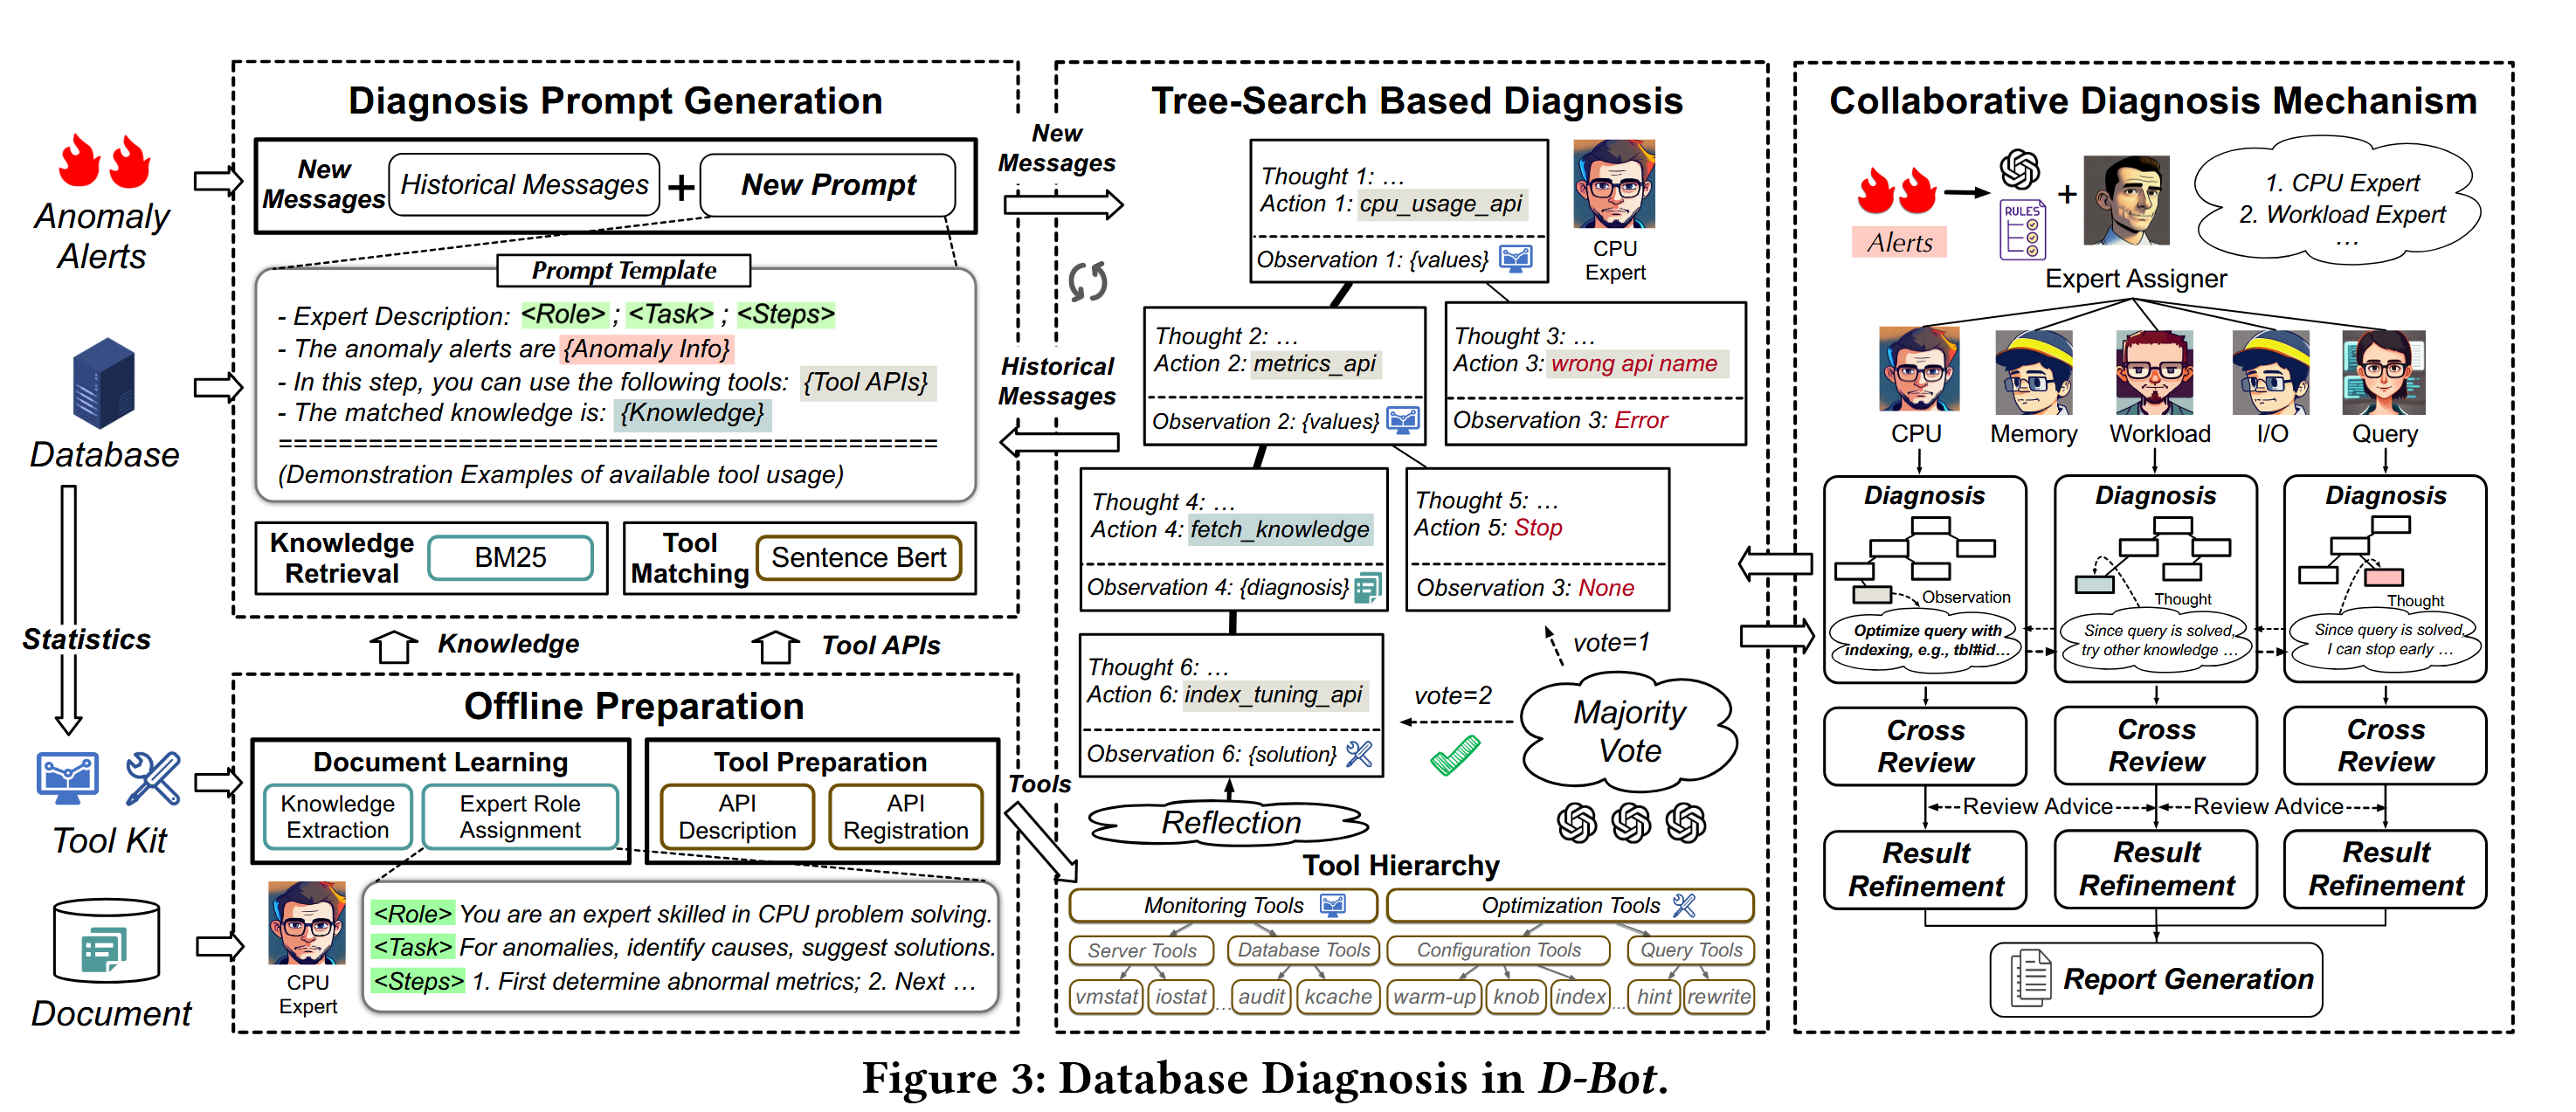 Anomaly
Alerts
Database
Statistics
Tool Kit
Document
Diagnosis Prompt Generation
New
Messages
Historical Messages
+
New Prompt
Prompt Template
- Expert Description: <Role> ; <Task> ; <Steps>
- The anomaly alerts are {Anomaly Info}
- In this step, you can use the following tools: {Tool APIs}
- The matched knowledge is: {Knowledge}
==========================================
(Demonstration Examples of available tool usage)
Knowledge
Retrieval
BM25
Tool
Matching
Sentence Bert
Knowledge
Tool APIs
Offline Preparation
Document Learning
Knowledge
Extraction
Expert Role
Assignment
Tool Preparation
API
Description
API
Registration
CPU
Expert
<Role> You are an expert skilled in CPU problem solving.
<Task> For anomalies, identify causes, suggest solutions.
<Steps> 1. First determine abnormal metrics; 2. Next …
New
Messages
Historical
Messages
Tools
Tree-Search Based Diagnosis
Thought 1: …
Action 1: cpu_usage_api
Observation 1: {values}
CPU
Expert
Thought 2: …
Action 2: metrics_api
Observation 2: {values}
Thought 3: …
Action 3: wrong api name
Observation 3: Error
Thought 4: …
Action 4: fetch_knowledge
Observation 4: {diagnosis}
Thought 5: …
Action 5: Stop
Observation 3: None
Thought 6: …
Action 6: index_tuning_api
Observation 6: {solution}
vote=1
vote=2
Majority
Vote
Reflection
Tool Hierarchy
Monitoring Tools
Optimization Tools
Server Tools
Database Tools
Configuration Tools
Query Tools
vmstat
iostat
...
audit
kcache
warm-up
knob
index
...
hint
rewrite
Collaborative Diagnosis Mechanism
Alerts
RULES
+
1. CPU Expert
2. Workload Expert
…
Expert Assigner
CPU
Memory
Workload
I/O
Query
Diagnosis
Observation
Optimize query with
indexing, e.g., tbl#id…
Diagnosis
Thought
Since query is solved,
try other knowledge …
Diagnosis
Thought
Since query is solved,
I can stop early …
Cross
Review
Cross
Review
Cross
Review
Review Advice
Review Advice
Result
Refinement
Result
Refinement
Result
Refinement
Report Generation
Figure 3: Database Diagnosis in D-Bot.